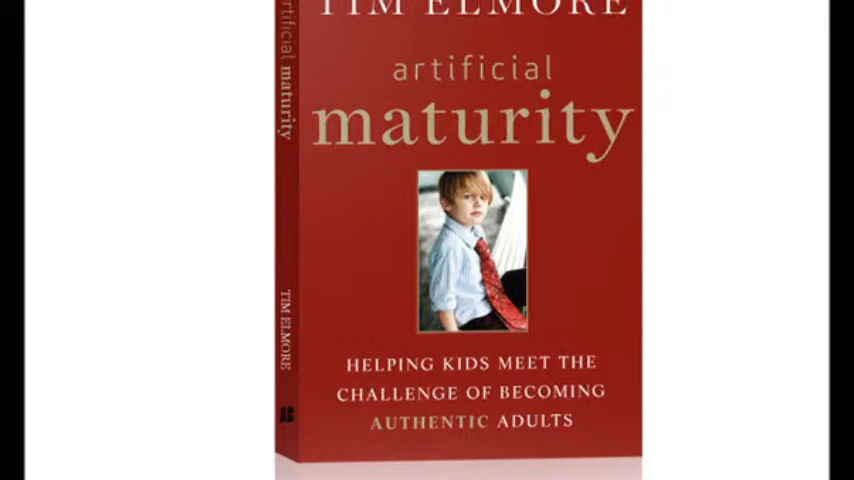 TIM ELMORE
artificial
maturity
HELPING KIDS MEET THE
CHALLENGE OF BECOMING
AUTHENTIC ADULTS
artificial maturity
TIM ELMORE